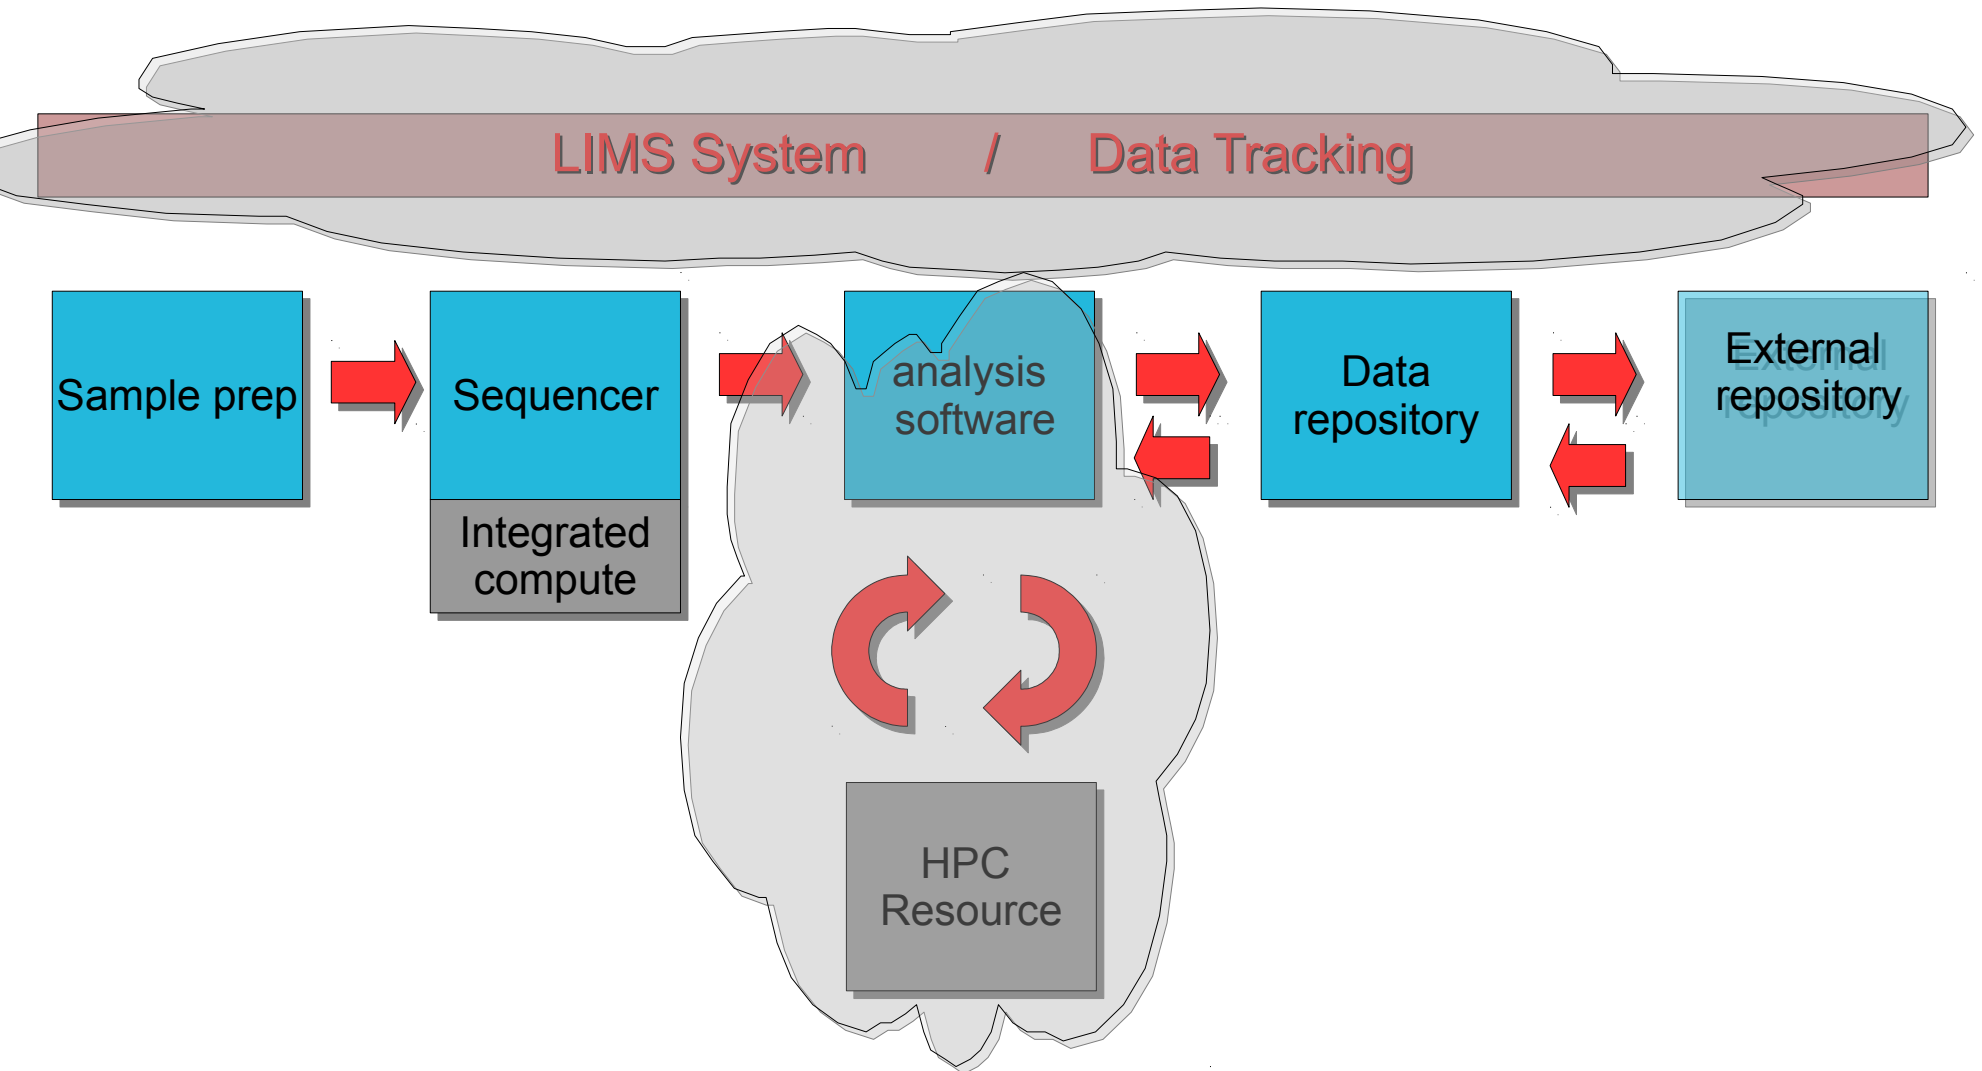 LIMS System / Data Tracking
Sample prep
Sequencer
Integrated
compute
analysis
software
Data
repository
External
repository
HPC
Resource